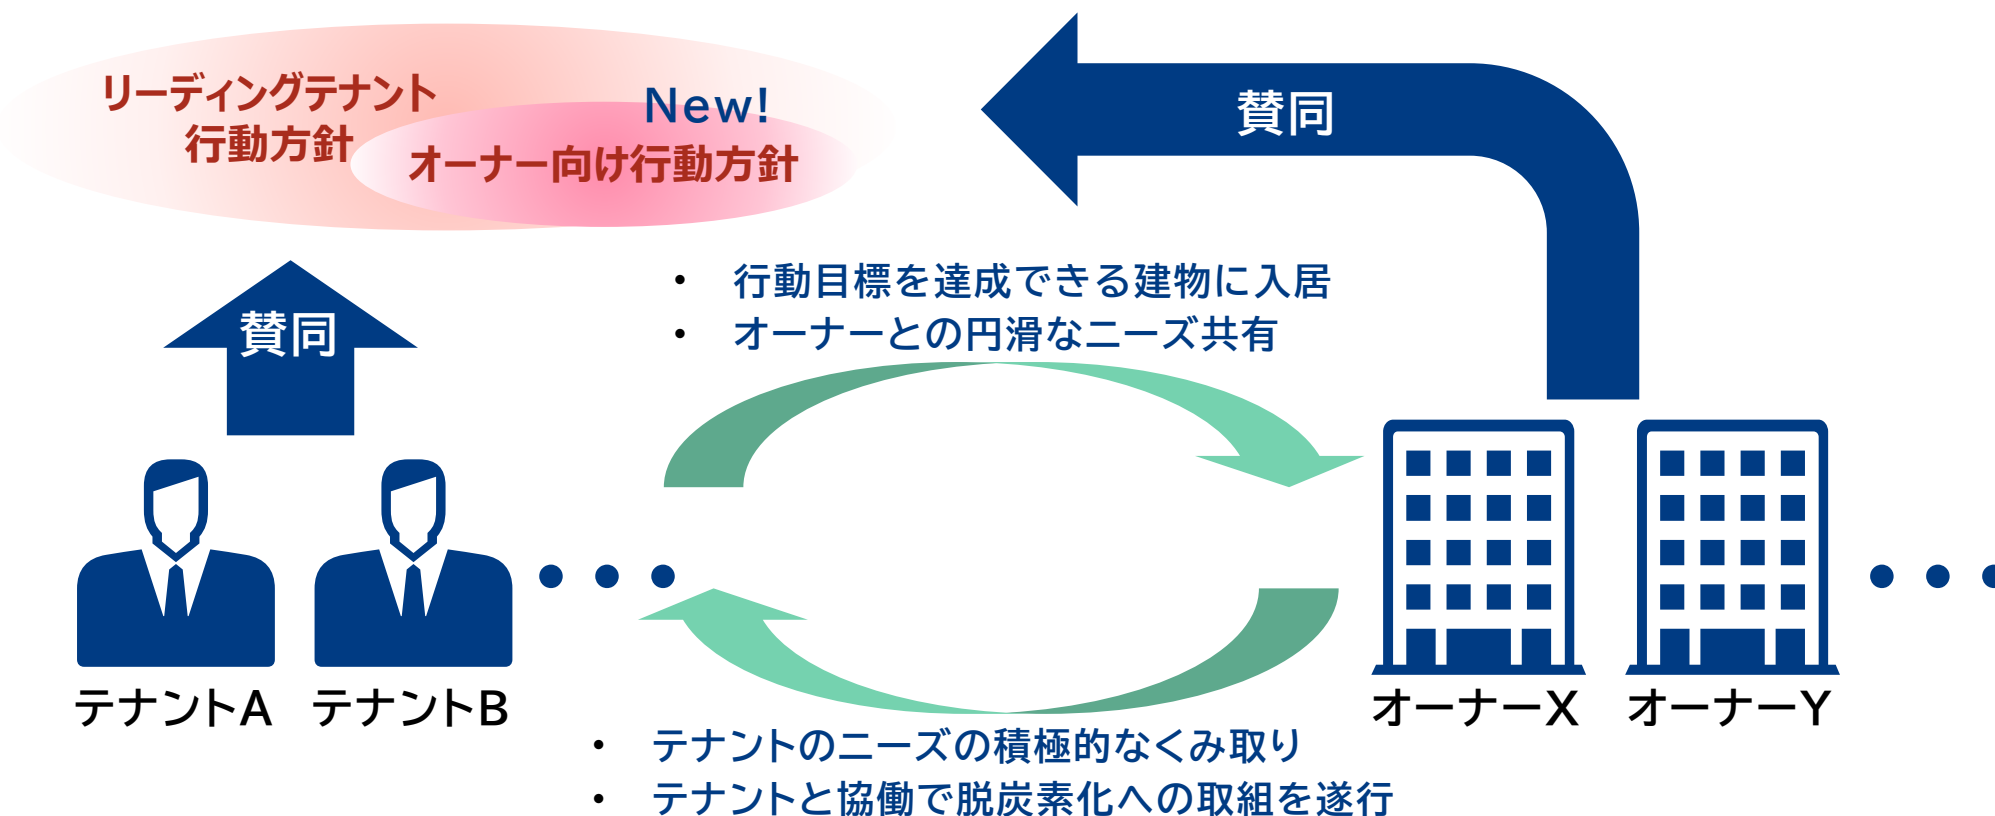 リーディングテナント
行動方針
New!
オーナー向け行動方針
賛同
賛同
・ 行動目標を達成できる建物に入居
・ オーナーとの円滑なニーズ共有
テナントA
テナントB
オーナーX
オーナーY
・ テナントのニーズの積極的なくみ取り
・ テナントと協働で脱炭素化への取組を遂行